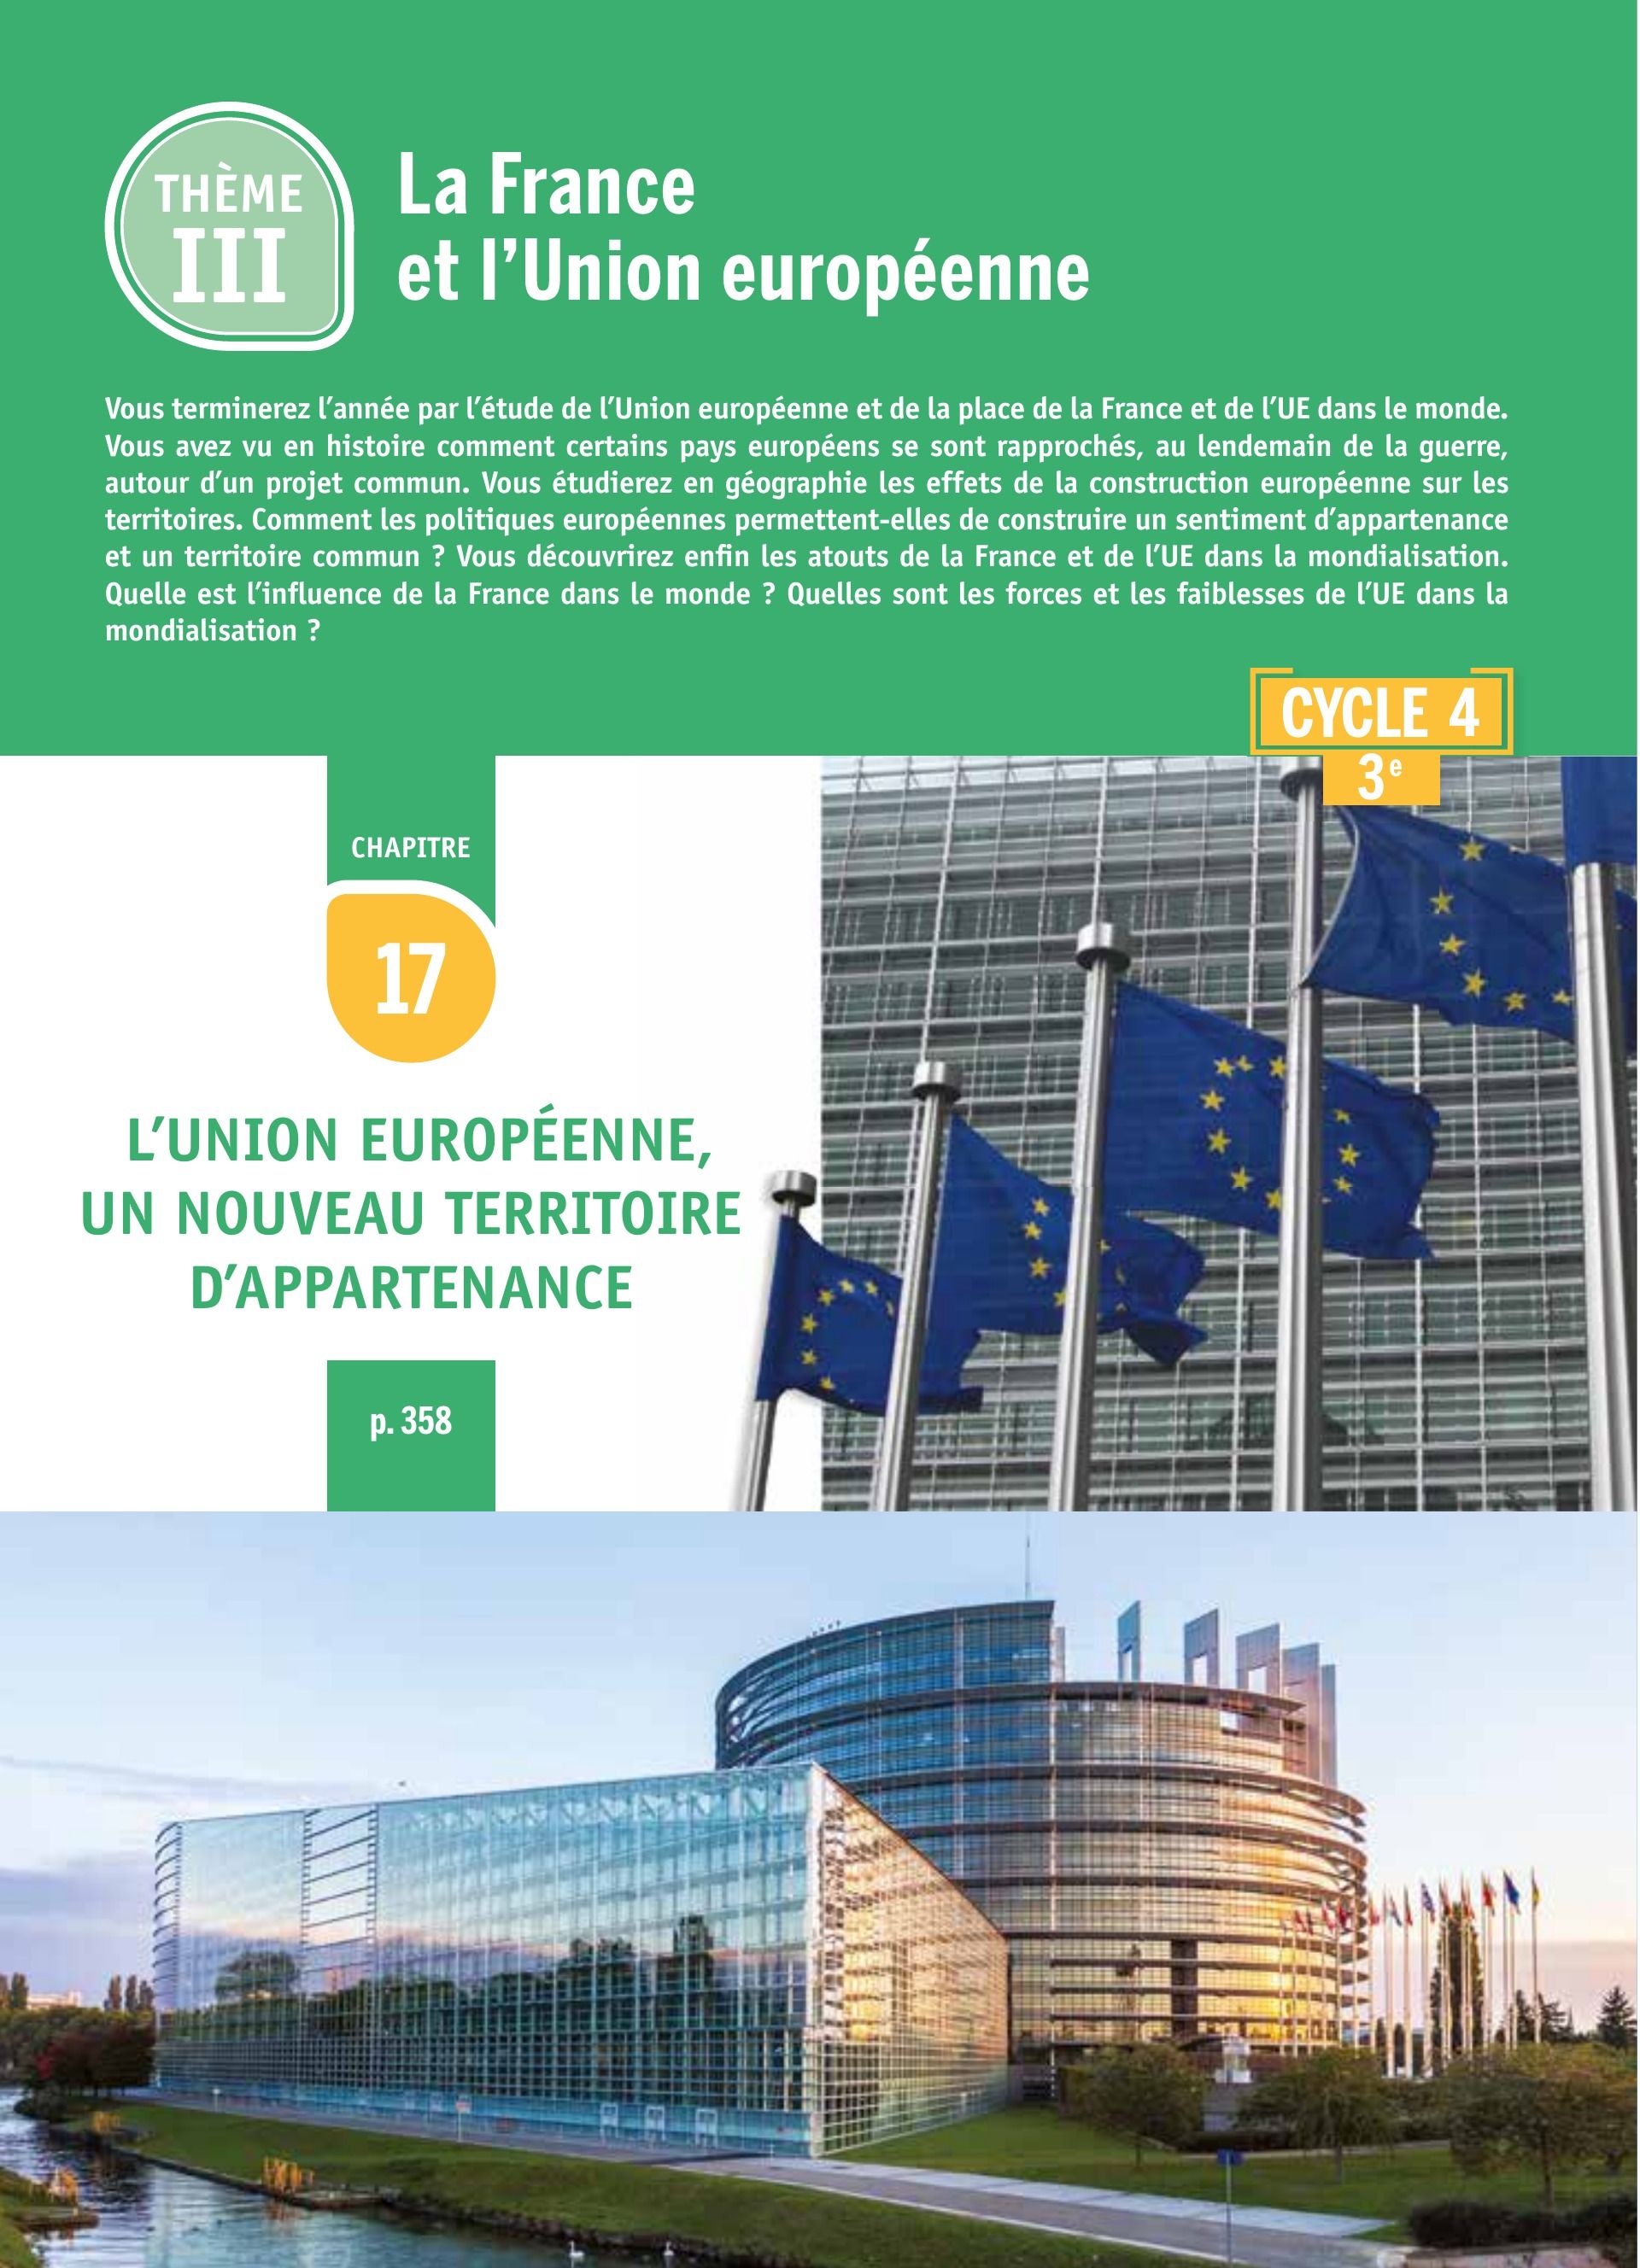 THÈME
III
La France
et l’Union européenne
Vous terminerez l’année par l’étude de l’Union européenne et de la place de la France et de l’UE dans le monde.
Vous avez vu en histoire comment certains pays européens se sont rapprochés, au lendemain de la guerre,
autour d’un projet commun. Vous étudierez en géographie les effets de la construction européenne sur les
territoires. Comment les politiques européennes permettent-elles de construire un sentiment d’appartenance
et un territoire commun ? Vous découvrirez enfin les atouts de la France et de l’UE dans la mondialisation.
Quelle est l’influence de la France dans le monde ? Quelles sont les forces et les faiblesses de l’UE dans la
mondialisation ?
CYCLE 4
3e
CHAPITRE
17
L’UNION EUROPÉENNE,
UN NOUVEAU TERRITOIRE
D’APPARTENANCE
p. 358